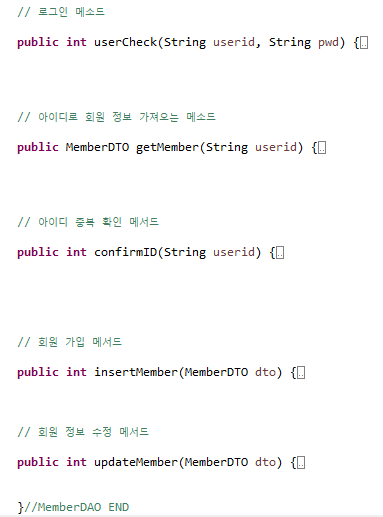 // 로그인 메소드
public int userCheck(String userid, String pwd) {..
// 아이디로 회원 정보 가져오는 메소드
public MemberDTO getMember(String userid) {..
// 아이디 중복 확인 메서드
public int confirmID(String userid) {..
// 회원 가입 메서드
public int insertMember(MemberDTO dto) {..
// 회원 정보 수정 메서드
public int updateMember(MemberDTO dto) {..
}//MemberDAO END